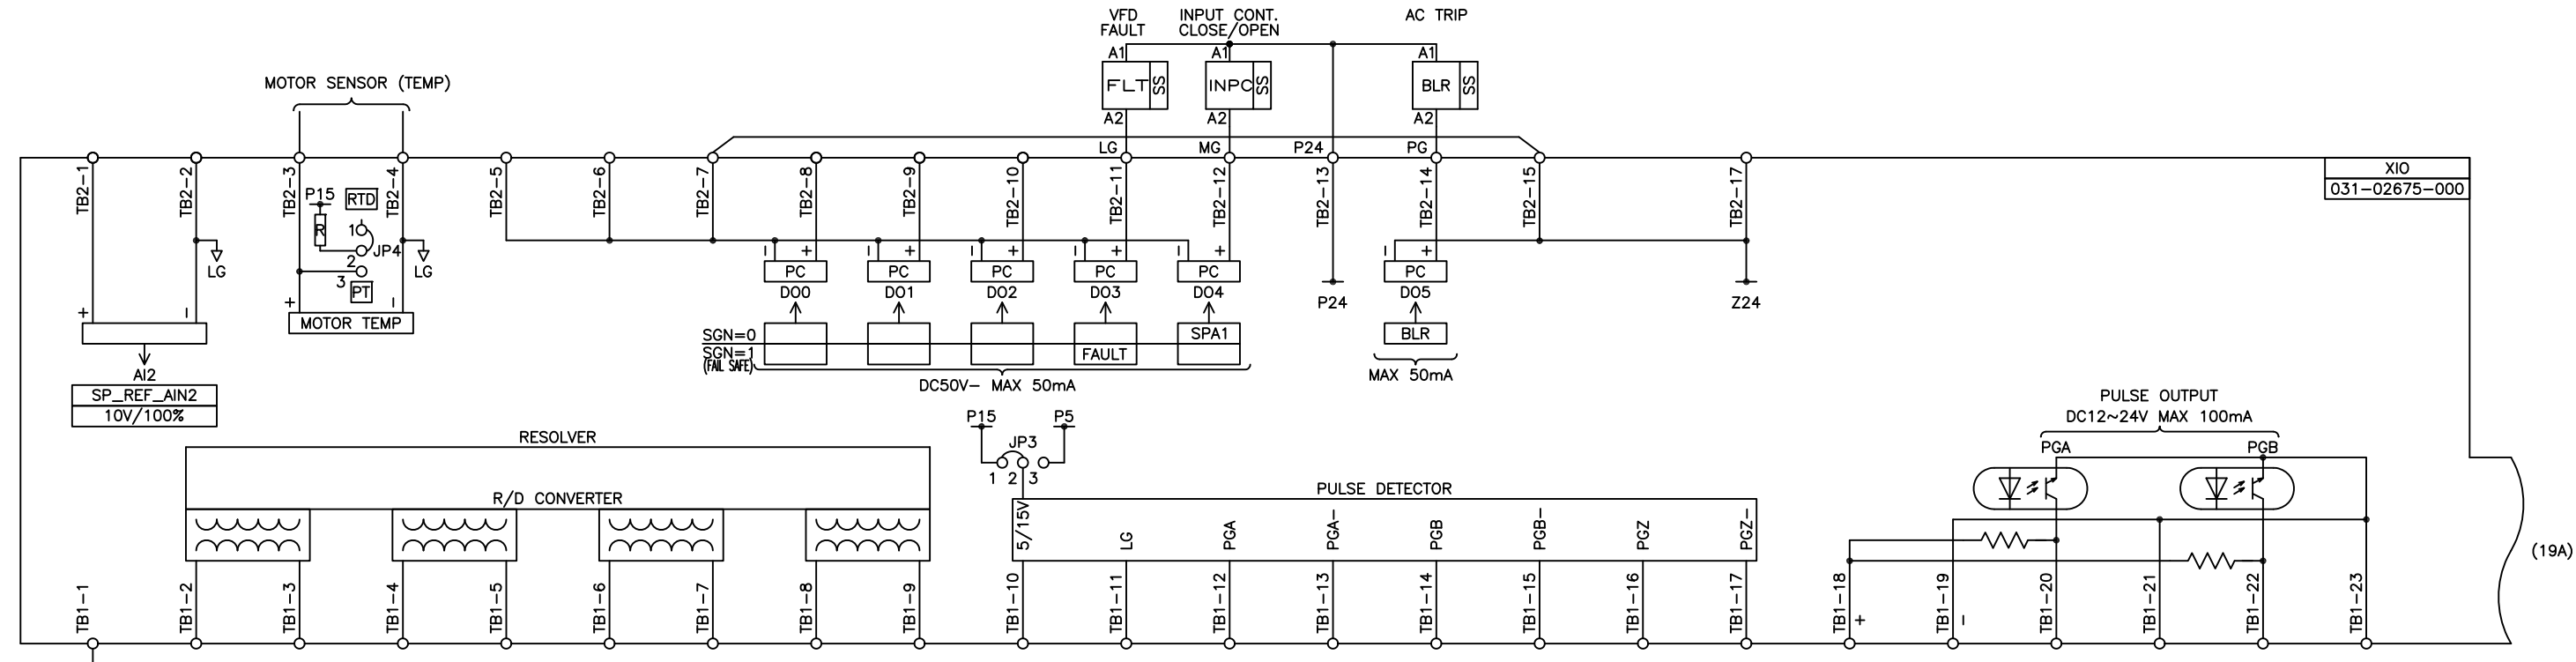 VFD
FAULT
INPUT CONT.
CLOSE/OPEN
AC TRIP
A1
A1
A1
FLT SS
INPC SS
BLR SS
A2
A2
A2
MOTOR SENSOR (TEMP)
LG
MG
P24
PG
TB2-1
TB2-2
TB2-3
TB2-4
TB2-5
TB2-6
TB2-7
TB2-8
TB2-9
TB2-10
TB2-11
TB2-12
TB2-13
TB2-14
TB2-15
TB2-17
XIO
031-02675-000
P15
RTD
R
1
JP4
2
3
PT
LG
LG
+ -
+ -
MOTOR TEMP
AI2
SP_REF_AIN2
10V/100%
- +
- +
- +
- +
- +
- +
PC
PC
PC
PC
PC
PC
DO0
DO1
DO2
DO3
DO4
DO5
P24
Z24
SGN=0
SGN=1
(FAIL SAFE)
SPA1
FAULT
BLR
DC50V- MAX 50mA
MAX 50mA
RESOLVER
R/D CONVERTER
P15
P5
JP3
1 2 3
PULSE DETECTOR
5/15V
LG
PGA
PGA-
PGB
PGB-
PGZ
PGZ-
PULSE OUTPUT
DC12~24V MAX 100mA
PGA
PGB
(19A)
TB1-1
TB1-2
TB1-3
TB1-4
TB1-5
TB1-6
TB1-7
TB1-8
TB1-9
TB1-10
TB1-11
TB1-12
TB1-13
TB1-14
TB1-15
TB1-16
TB1-17
TB1-18
+
TB1-19
-
TB1-20
TB1-21
TB1-22
TB1-23